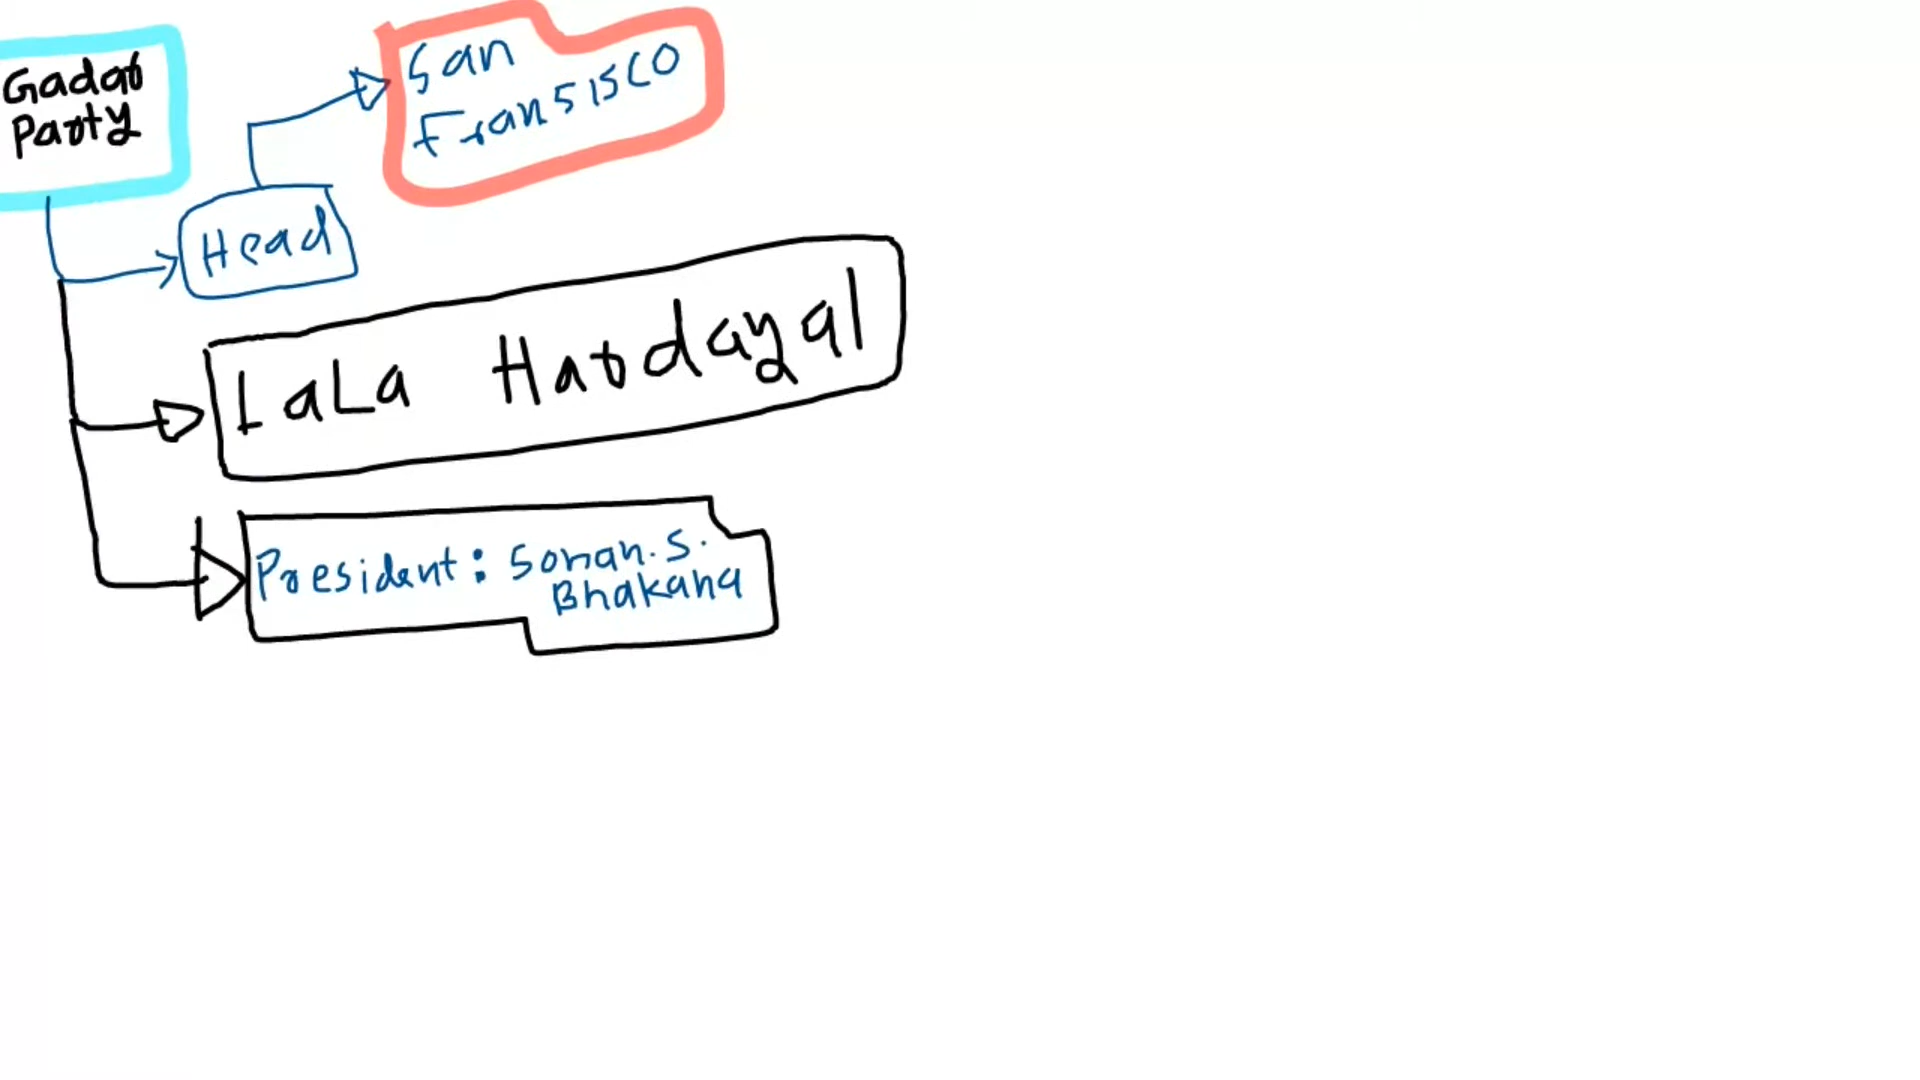 Gadar
Party
San
Fransisco
Head
LaLa Hardayal
President: Sohan. S.
Bhakana